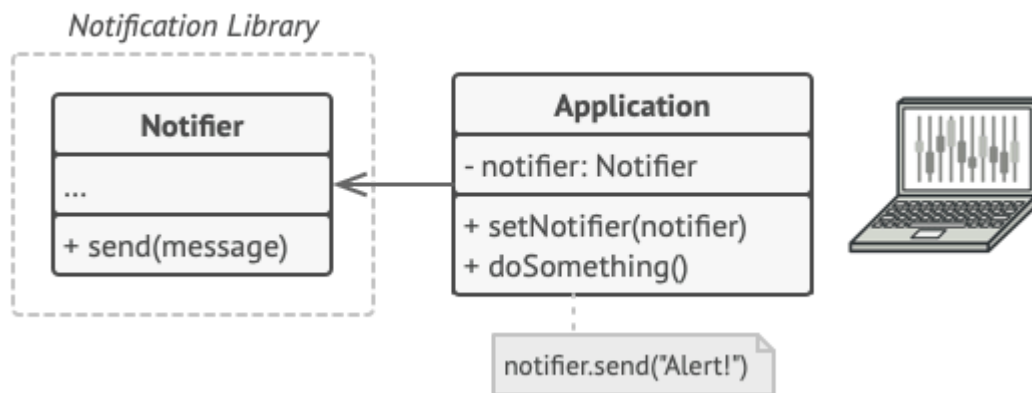 Notification Library
Notifier
...
+ send(message)
Application
- notifier: Notifier
+ setNotifier(notifier)
+ doSomething()
notifier.send("Alert!")